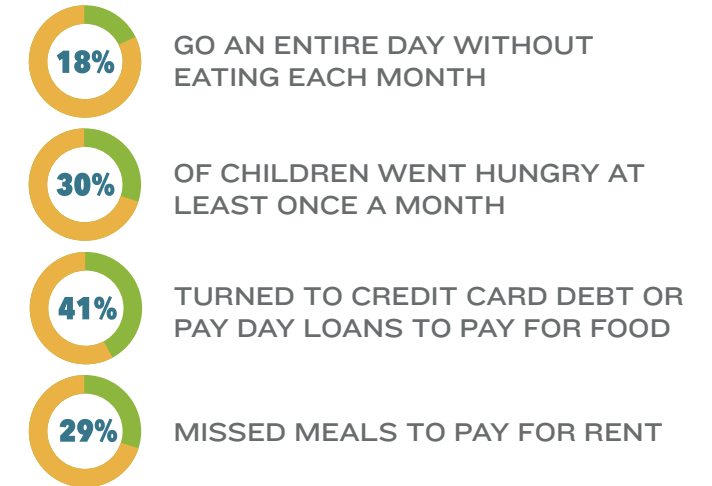 18%
GO AN ENTIRE DAY WITHOUT
EATING EACH MONTH
30%
OF CHILDREN WENT HUNGRY AT
LEAST ONCE A MONTH
41%
TURNED TO CREDIT CARD DEBT OR
PAY DAY LOANS TO PAY FOR FOOD
29%
MISSED MEALS TO PAY FOR RENT